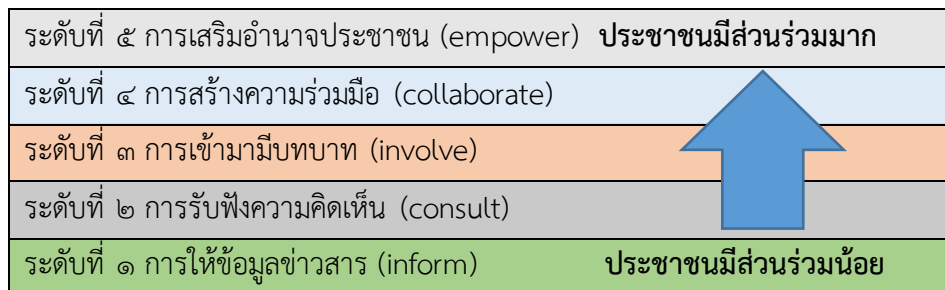 ระดับที่ ๕ การเสริมอำนาจประชาชน (empower) ประชาชนมีส่วนร่วมมาก
ระดับที่ ๔ การสร้างความร่วมมือ (collaborate)
ระดับที่ ๓ การเข้ามามีบทบาท (involve)
ระดับที่ ๒ การรับฟังความคิดเห็น (consult)
ระดับที่ ๑ การให้ข้อมูลข่าวสาร (inform) ประชาชนมีส่วนร่วมน้อย